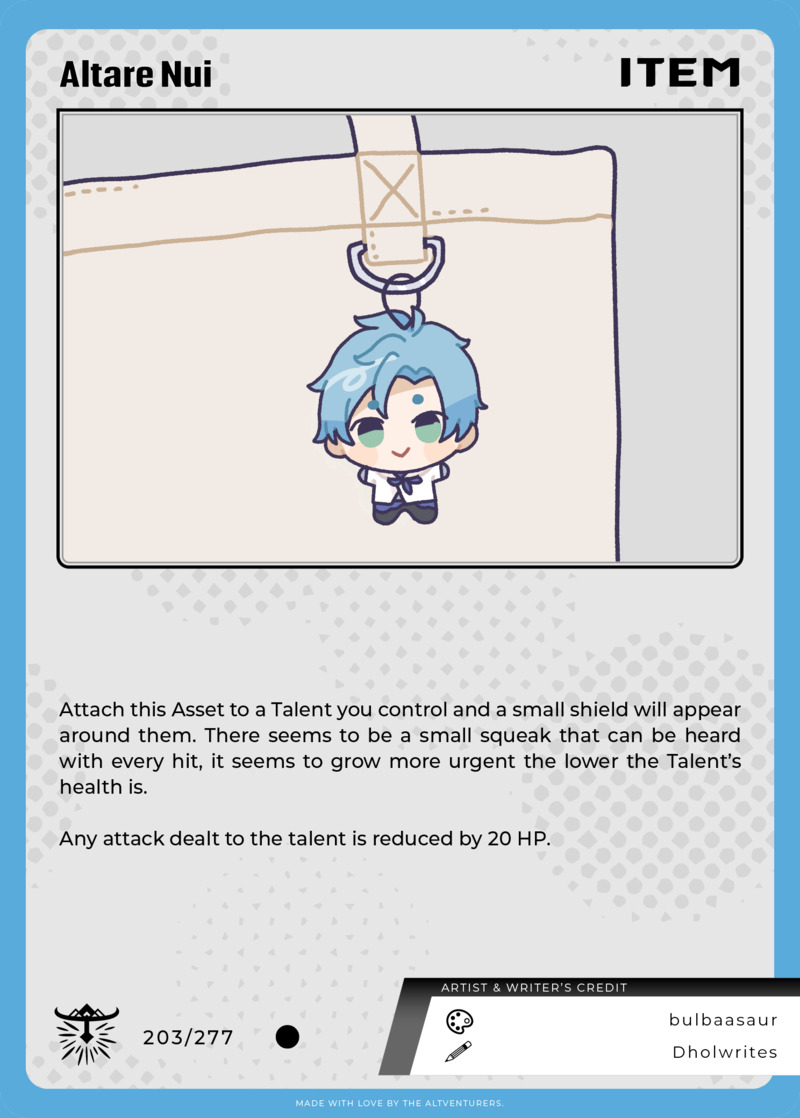 Altare Nui
ITEM
Attach this Asset to a Talent you control and a small shield will appear
around them. There seems to be a small squeak that can be heard
with every hit, it seems to grow more urgent the lower the Talent’s
health is.
Any attack dealt to the talent is reduced by 20 HP.
ARTIST & WRITER’S CREDIT
bulbaasaur
Dholwrites
203/277
MADE WITH LOVE BY THE ALTVENTURERS.